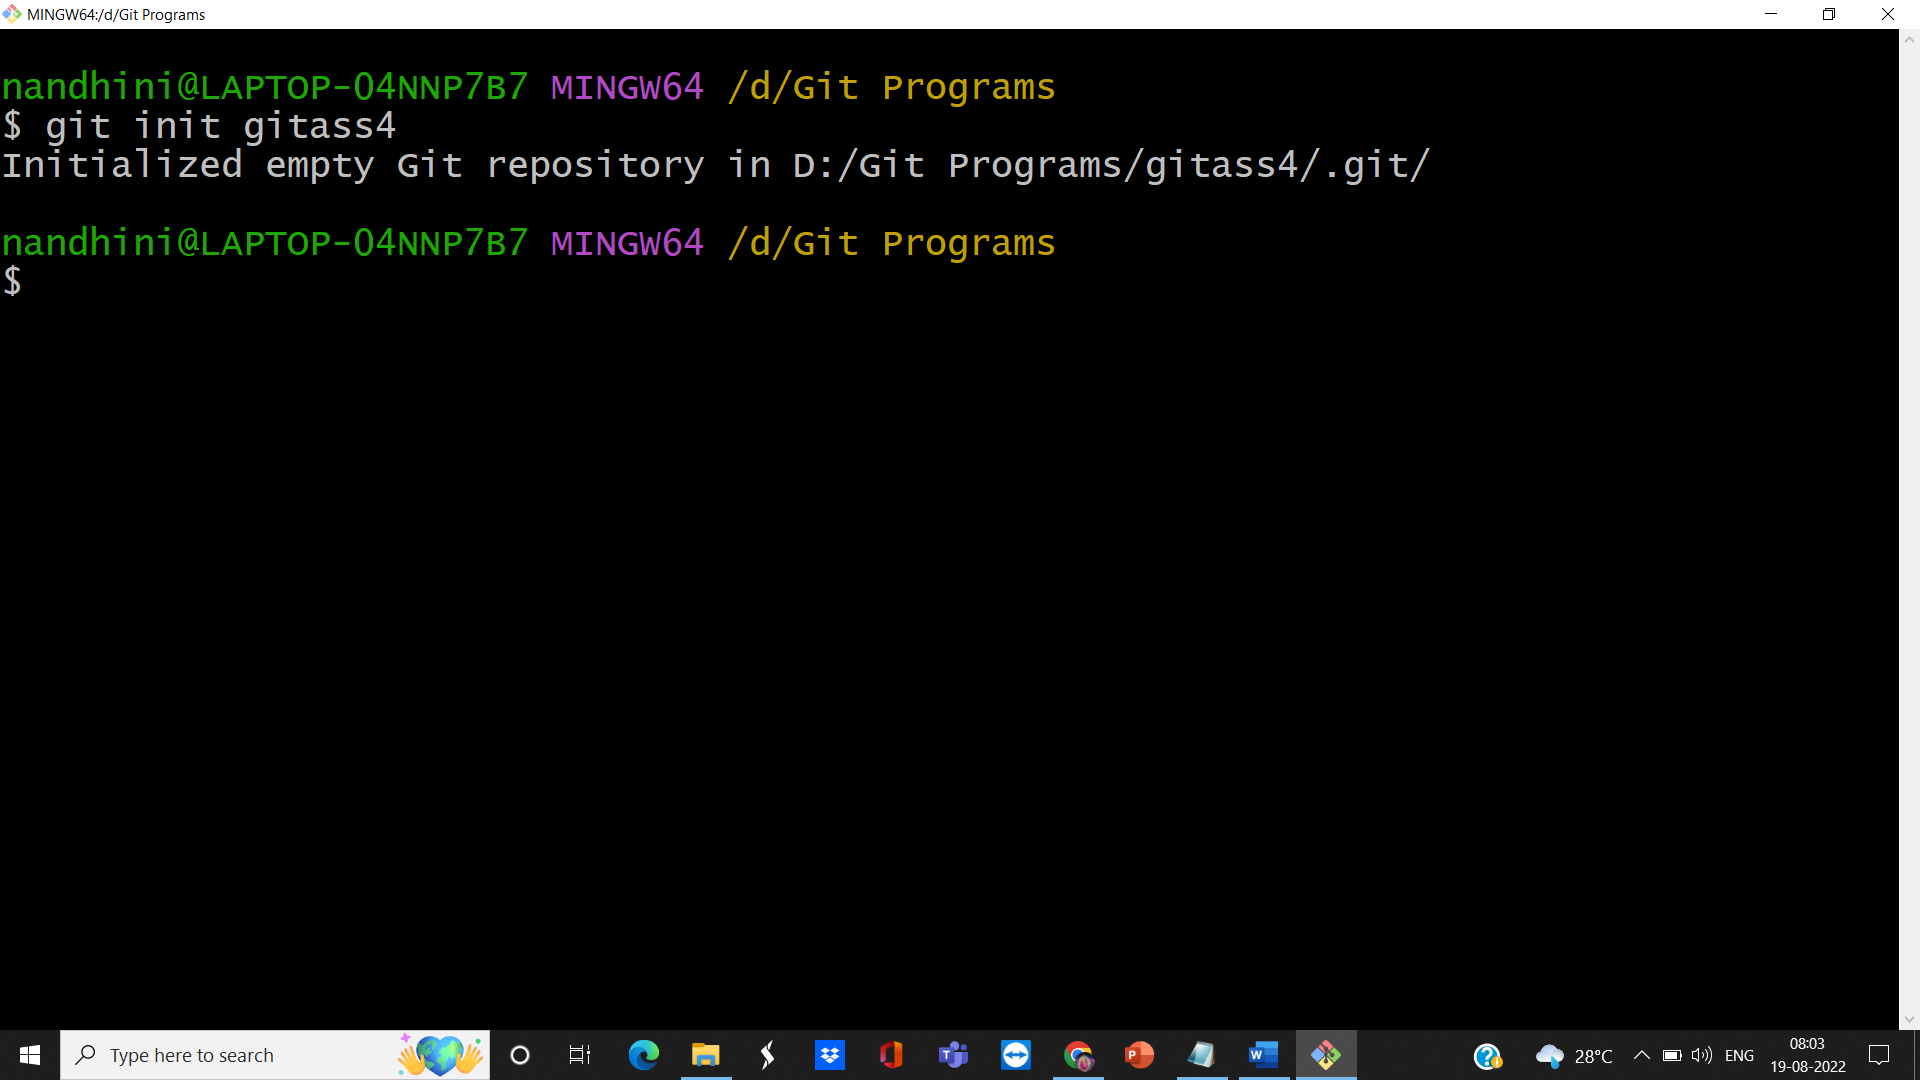 MINGW64:/d/Git Programs
nandhini@LAPTOP-04NNP7B7 MINGW64 /d/Git Programs
$ git init gitass4
Initialized empty Git repository in D:/Git Programs/gitass4/.git/
nandhini@LAPTOP-04NNP7B7 MINGW64 /d/Git Programs
$
Type here to search
28°C
ENG
08:03
19-08-2022